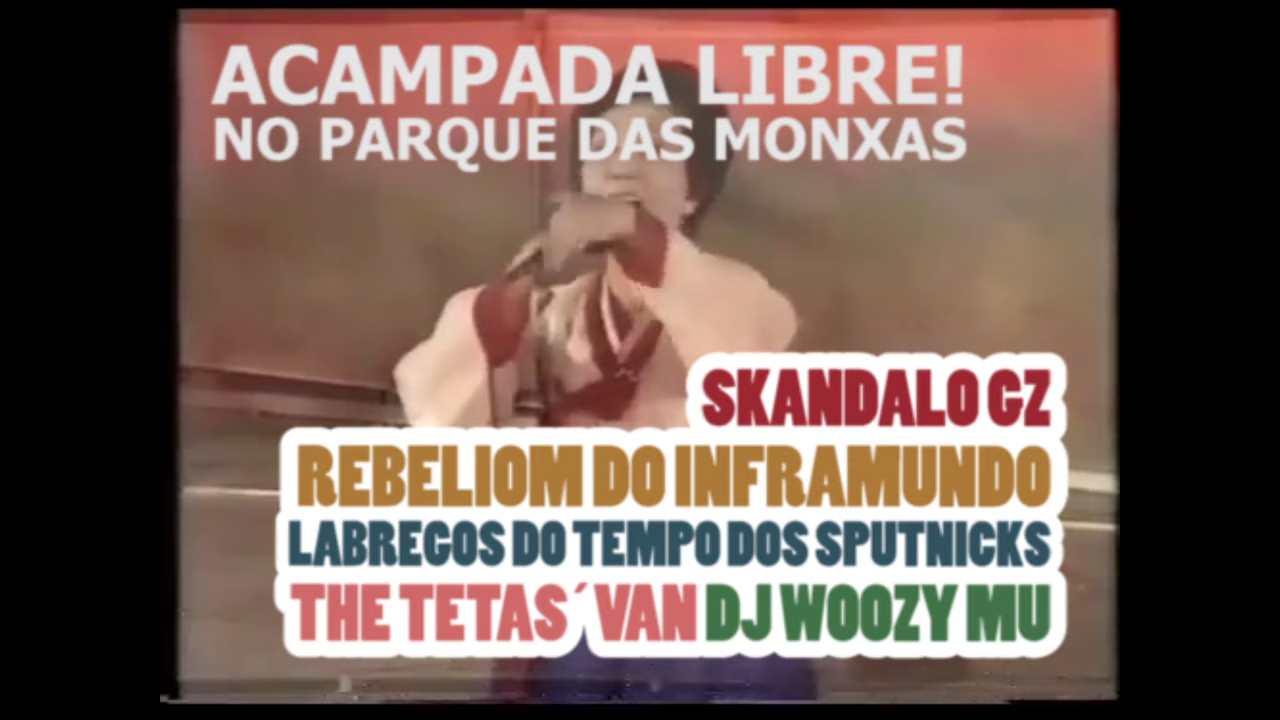 ACAMPADA LIBRE!
NO PARQUE DAS MONXAS
SKANDALO GZ
REBELIOM DO INFRAMUNDO
LABREGOS DO TEMPO DOS SPUTNICKS
THE TETAS´VAN DJ WOOZY MU